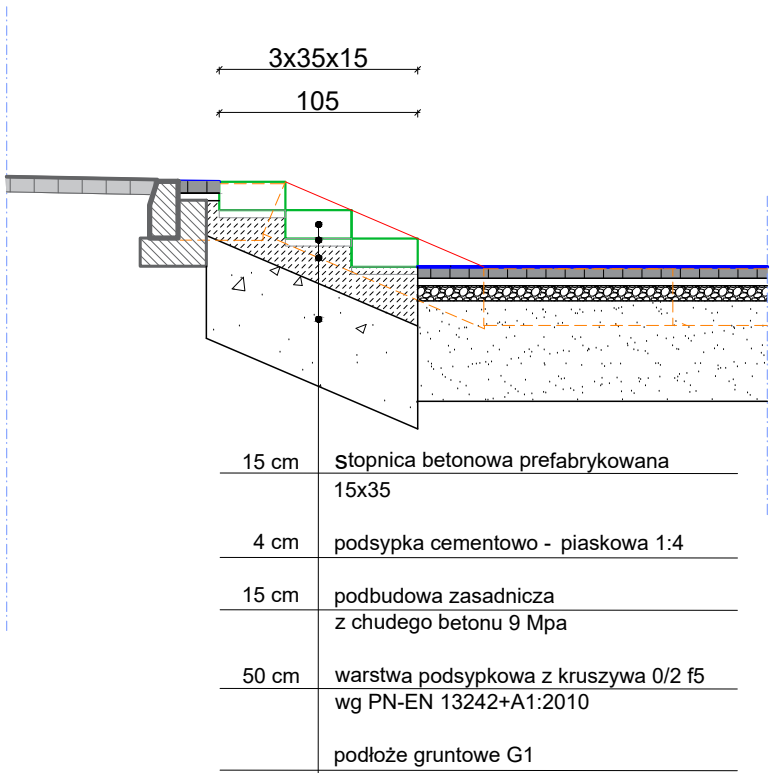 3x35x15
105
15 cm stopnica betonowa prefabrykowana
15x35
4 cm podsypka cementowo - piaskowa 1:4
15 cm podbudowa zasadnicza
z chudego betonu 9 Mpa
50 cm warstwa podsypkowa z kruszywa 0/2 f5
wg PN-EN 13242+A1:2010
podłoże gruntowe G1